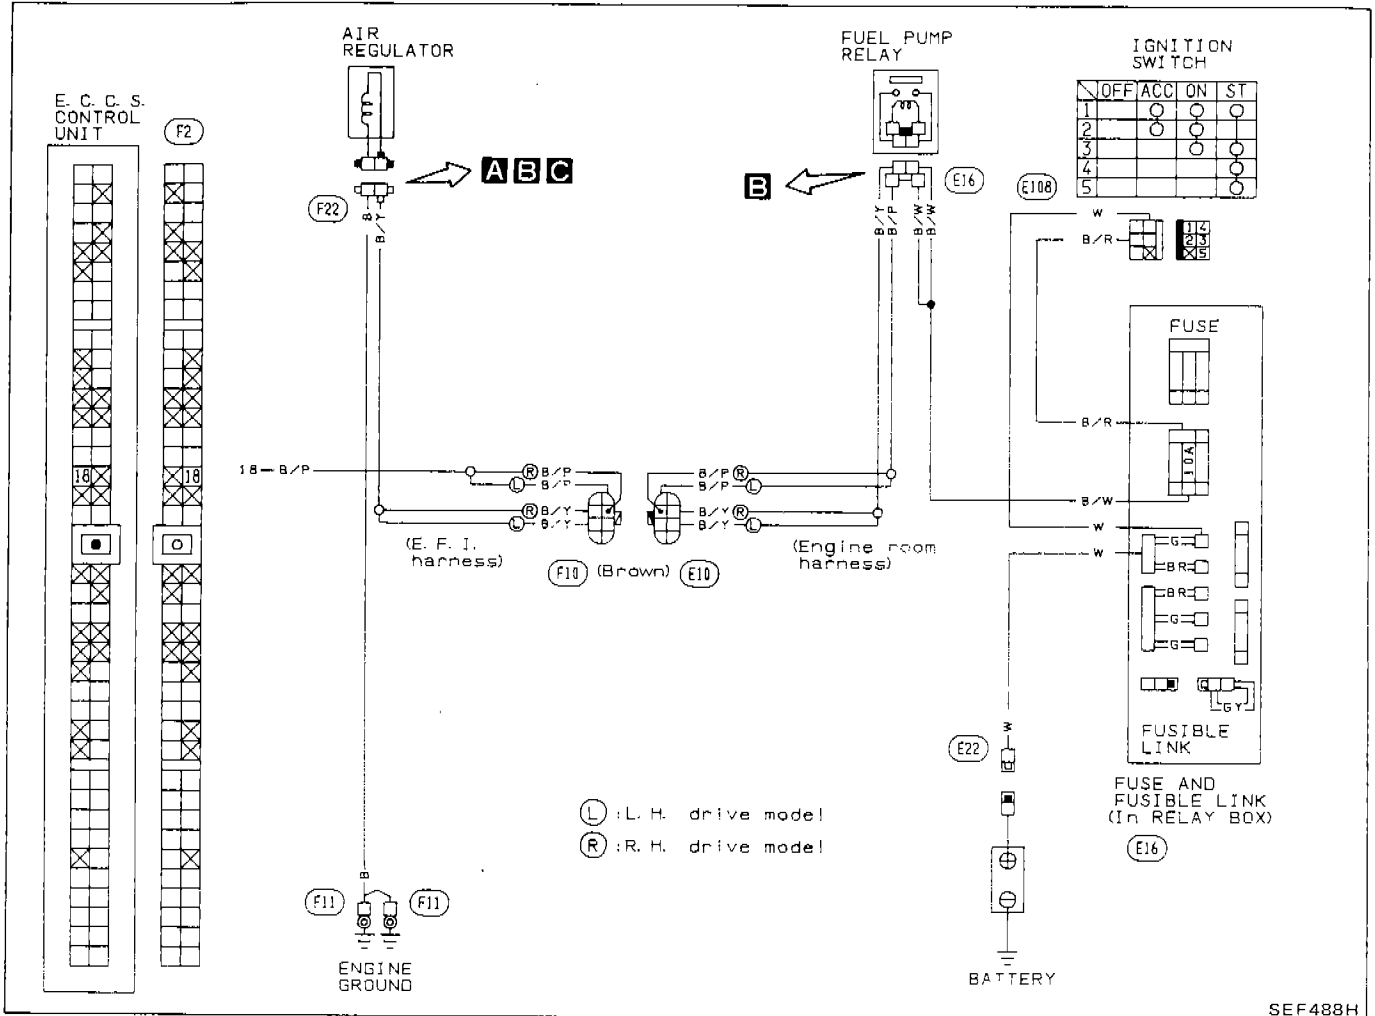 AIR
REGULATOR
FUEL PUMP
RELAY
IGNITION
SWITCH
OFF ACC ON ST
1
2
3
4
5
E. C. C. S.
CONTROL
UNIT
F2
A B C
F22
B
B/Y
B
E16
B/Y
B/P
B/W
B/W
E108
W
B/R
1 4
2 3
5
FUSE
B/R
10A
B/W
18
18
18 B/P
R B/P
L B/P
R B/Y
L B/Y
B/P R
B/P L
B/Y R
B/Y L
(E. F. I.
harness)
F10 (Brown) E10
(Engine room
harness)
W
W
G
BR
BR
G
G
GY
FUSIBLE
LINK
W
E22
FUSE AND
FUSIBLE LINK
(In RELAY BOX)
E16
L : L. H. drive model
R : R. H. drive model
B
F11
F11
ENGINE
GROUND
BATTERY
SEF488H